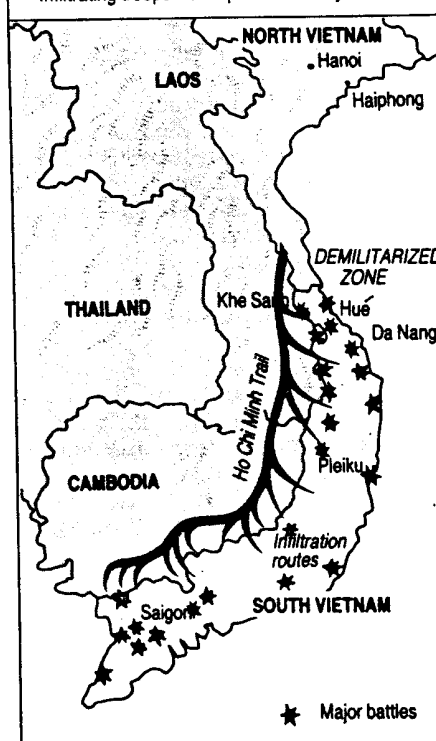 NORTH VIETNAM
Hanoi
LAOS
Haiphong
DEMILITARIZED
ZONE
Khe Sanh
Hué
THAILAND
Da Nang
Ho Chi Minh Trail
Pleiku
CAMBODIA
Infiltration
routes
Saigon
SOUTH VIETNAM
Major battles